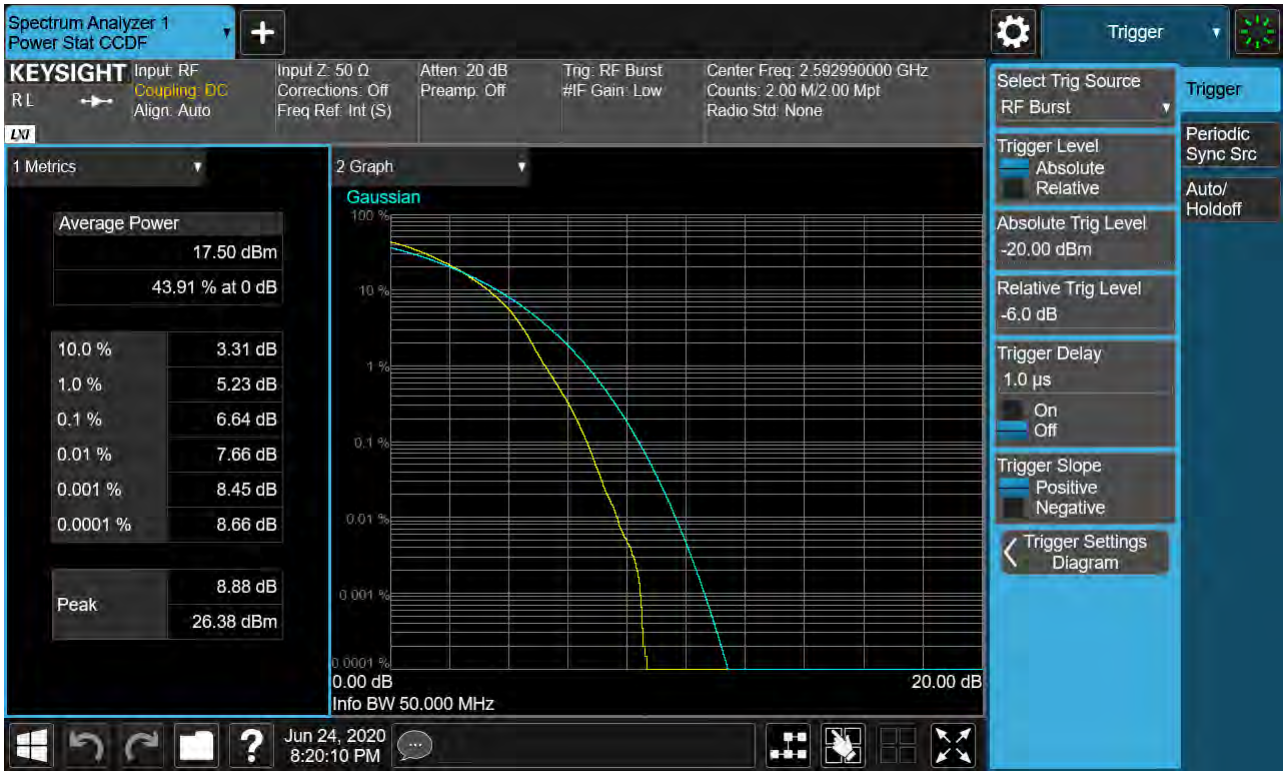 Spectrum Analyzer 1
Power Stat CCDF
+
Trigger
KEYSIGHT
RL
LXI
Input: RF
Coupling: DC
Align: Auto
Input Z: 50 Ω
Corrections: Off
Freq Ref: Int (S)
Atten: 20 dB
Preamp: Off
Trig: RF Burst
#IF Gain: Low
Center Freq: 2.592990000 GHz
Counts: 2.00 M/2.00 Mpt
Radio Std: None
1 Metrics
Average Power
17.50 dBm
43.91 % at 0 dB
10.0 % 3.31 dB
1.0 % 5.23 dB
0.1 % 6.64 dB
0.01 % 7.66 dB
0.001 % 8.45 dB
0.0001 % 8.66 dB
Peak
8.88 dB
26.38 dBm
2 Graph
Gaussian
100 %
10 %
1 %
0.1 %
0.01 %
0.001 %
0.0001 %
0.00 dB 20.00 dB
Info BW 50.000 MHz
Select Trig Source
RF Burst
Trigger Level
Absolute
Relative
Absolute Trig Level
-20.00 dBm
Relative Trig Level
-6.0 dB
Trigger Delay
1.0 µs
On
Off
Trigger Slope
Positive
Negative
Trigger Settings
Diagram
Trigger
Periodic
Sync Src
Auto/
Holdoff
?
Jun 24, 2020
8:20:10 PM